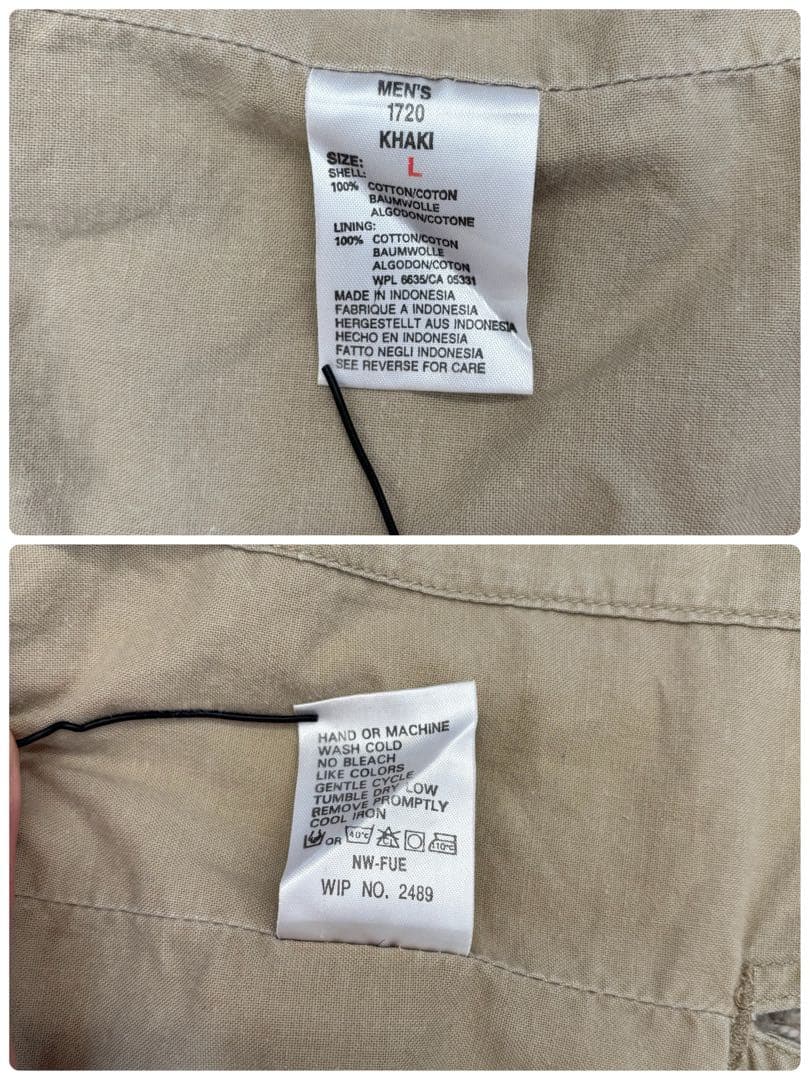 MEN'S
1720
KHAKI
SIZE: L
SHELL:
100% COTTON/COTON
BAUMWOLLE
ALGODON/COTONE
LINING:
100% COTTON/COTON
BAUMWOLLE
ALGODON/COTON
WPL 6635/CA 05331
MADE IN INDONESIA
FABRIQUE A INDONESIA
HERGESTELLT AUS INDONESIA
HECHO EN INDONESIA
FATTO NEGLI INDONESIA
SEE REVERSE FOR CARE
HAND OR MACHINE
WASH COLD
NO BLEACH
LIKE COLORS
GENTLE CYCLE
TUMBLE DRY LOW
REMOVE PROMPTLY
COOL IRON
OR 40°C CL 110°C
NW-FUE
WIP NO. 2489